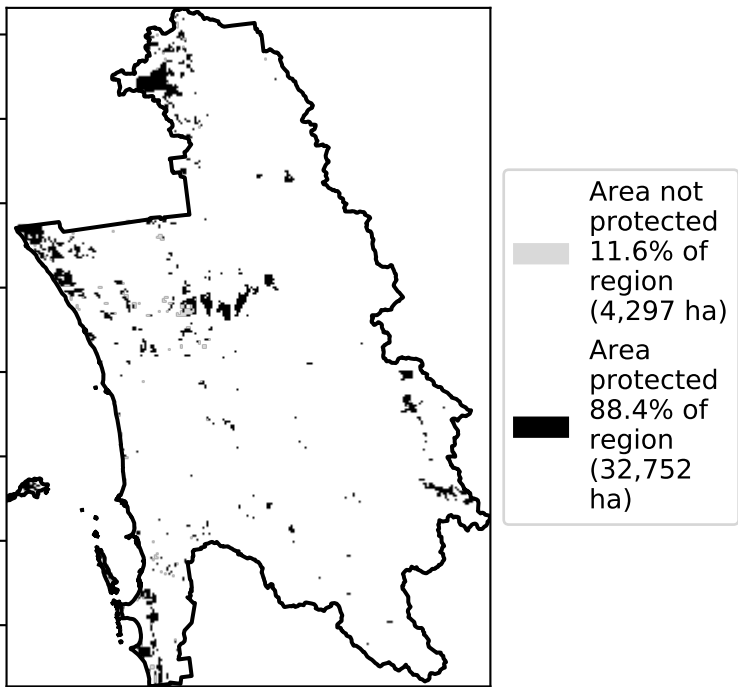 Area not
protected
11.6% of
region
(4,297 ha)
Area
protected
88.4% of
region
(32,752
ha)